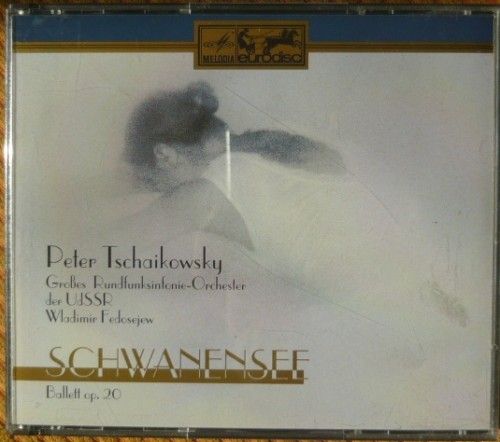 MELODIA eurodisc
Peter Tschaikowsky
Großes Rundfunksinfonie-Orchester
der UdSSR
Wladimir Fedosejew
SCHWANENSEE
Ballett op. 20